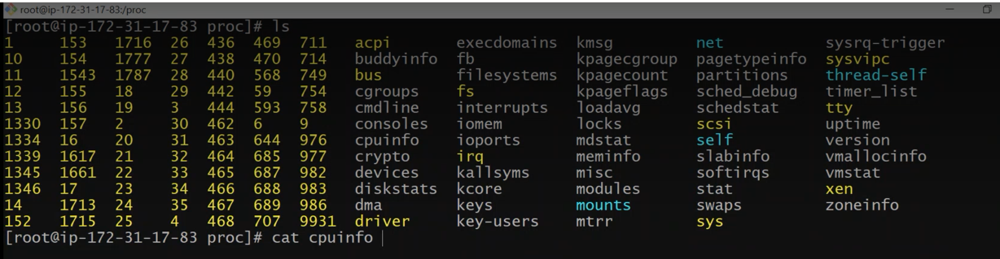 root@ip-172-31-17-83:/proc
[root@ip-172-31-17-83 proc]# ls
1 153 1716 26 436 469 711 acpi execdomains kmsg net sysrq-trigger
10 154 1777 27 438 470 714 buddyinfo fb kpagecgroup pagetypeinfo sysvipc
11 1543 1787 28 440 568 749 bus filesystems kpagecount partitions thread-self
12 155 18 29 442 59 754 cgroups fs kpageflags sched_debug timer_list
13 156 19 3 444 593 758 cmdline interrupts loadavg schedstat tty
1330 157 2 30 462 6 9 consoles iomem locks scsi uptime
1334 16 20 31 463 644 976 cpuinfo ioports mdstat self version
1339 1617 21 32 464 685 977 crypto irq meminfo slabinfo vmallocinfo
1345 1661 22 33 465 687 982 devices kallsyms misc softirqs vmstat
1346 17 23 34 466 688 983 diskstats kcore modules stat xen
14 1713 24 35 467 689 986 dma keys mounts swaps zoneinfo
152 1715 25 4 468 707 9931 driver key-users mtrr sys
[root@ip-172-31-17-83 proc]# cat cpuinfo